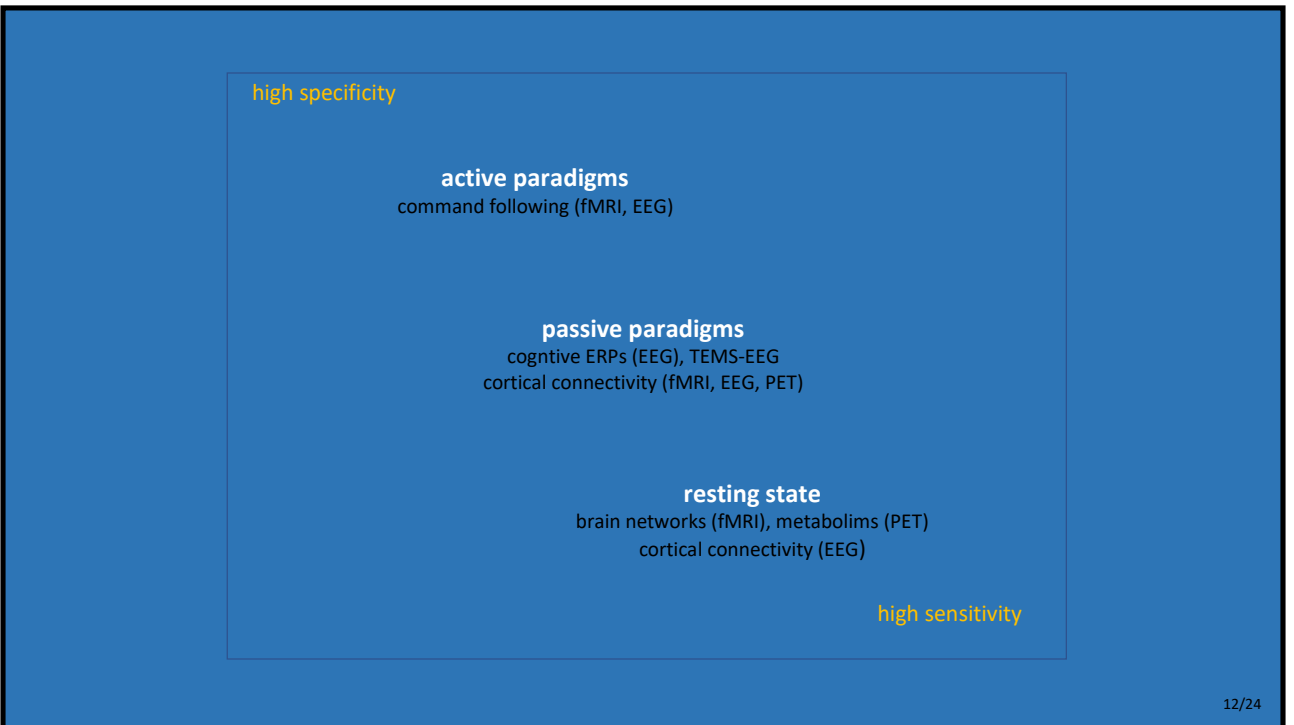 high specificity
active paradigms
command following (fMRI, EEG)
passive paradigms
cogntive ERPs (EEG), TEMS-EEG
cortical connectivity (fMRI, EEG, PET)
resting state
brain networks (fMRI), metabolims (PET)
cortical connectivity (EEG)
high sensitivity
12/24